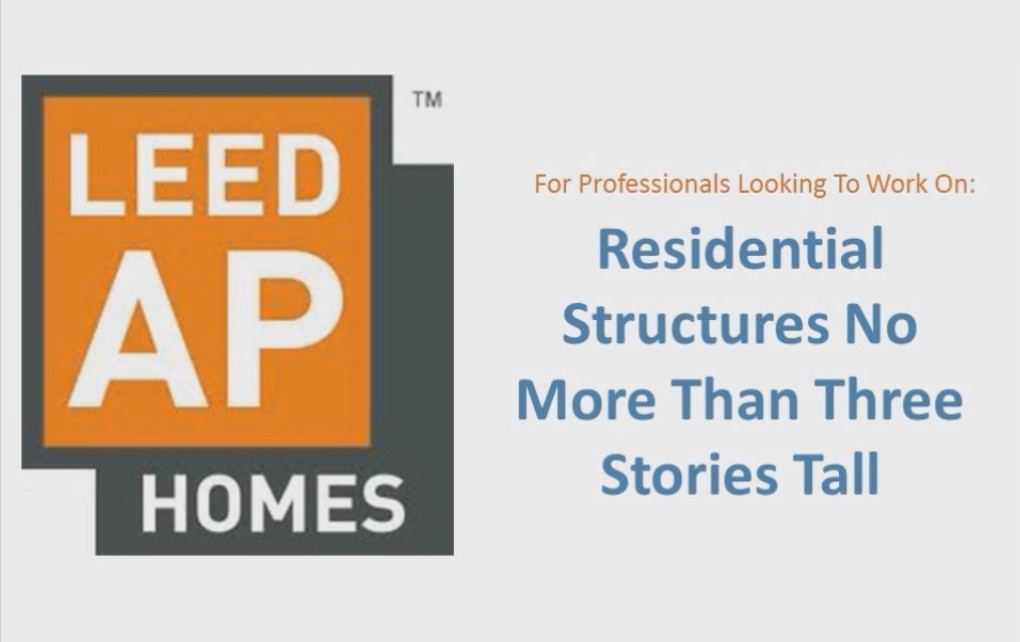 LEED
AP
HOMES
TM
For Professionals Looking To Work On:
Residential
Structures No
More Than Three
Stories Tall